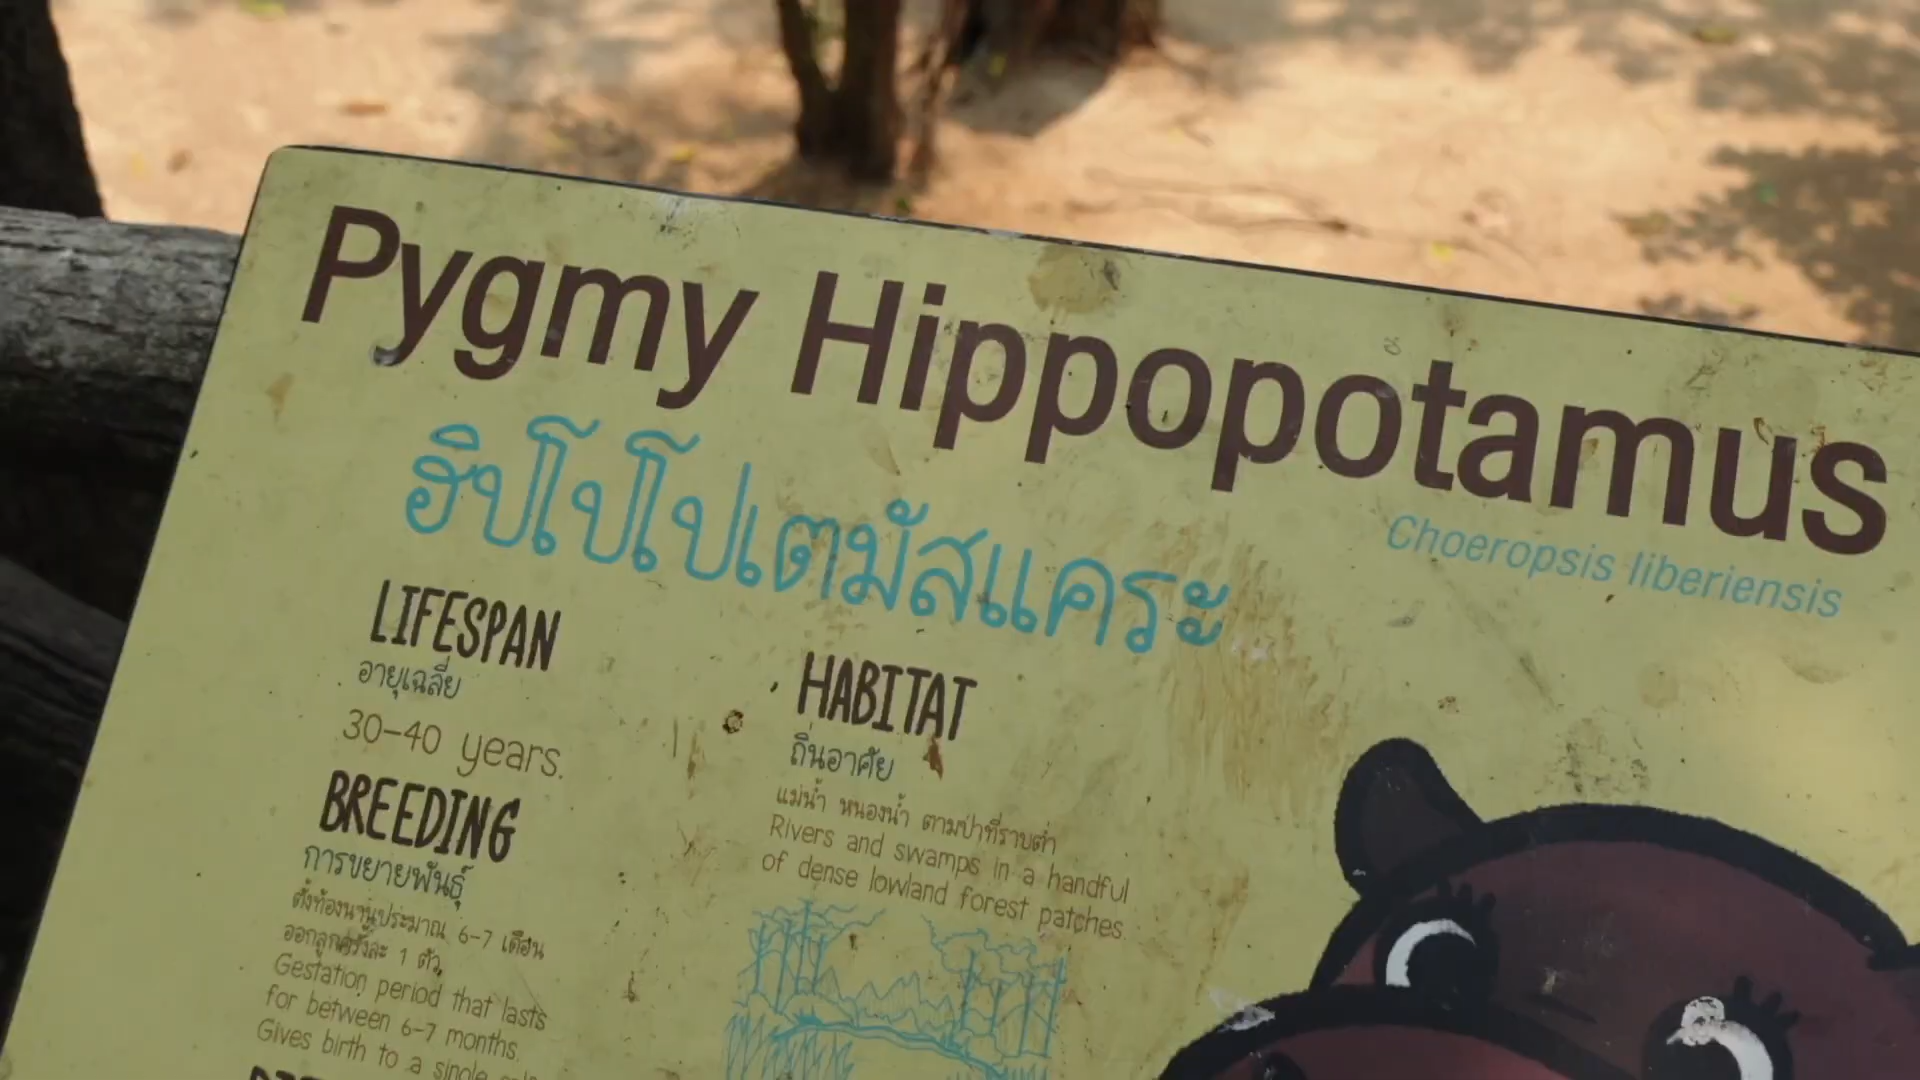 Pygmy Hippopotamus
ฮิปโปโปเตมัสแคระ
Choeropsis liberiensis
LIFESPAN
อายุเฉลี่ย
30-40 years.
BREEDING
การขยายพันธุ์
ตั้งท้องนานประมาณ 6-7 เดือน
ออกลูกครั้งละ 1 ตัว
Gestation period that lasts
for between 6-7 months.
Gives birth to a single
HABITAT
ถิ่นอาศัย
แม่น้ำ หนองน้ำ ตามป่าที่ราบต่ำ
Rivers and swamps in a handful
of dense lowland forest patches.